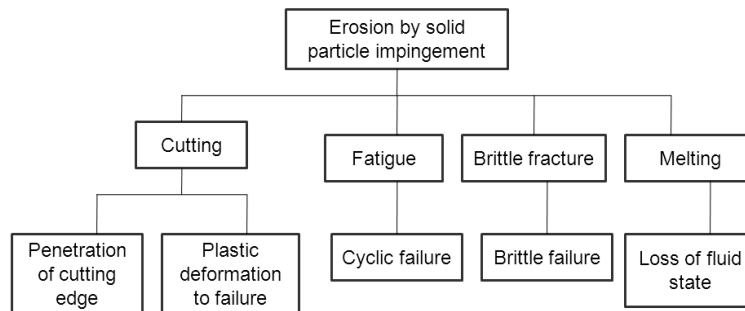 Erosion by solid
particle impingement
Cutting
Fatigue
Brittle fracture
Melting
Penetration
of cutting
edge
Plastic
deformation
to failure
Cyclic failure
Brittle failure
Loss of fluid
state